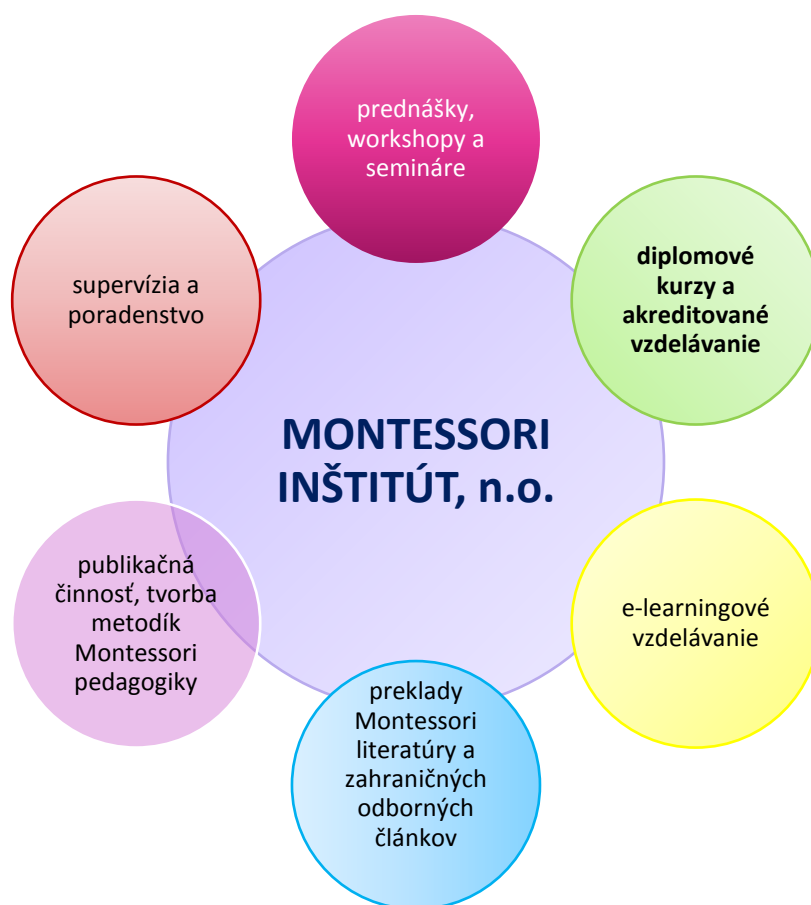 prednášky,
workshopy a
semináre
diplomové
kurzy a
akreditované
vzdelávanie
supervízia a
poradenstvo
MONTESSORI
INŠTITÚT, n.o.
publikačná
činnosť, tvorba
metodík
Montessori
pedagogiky
e-learningové
vzdelávanie
preklady
Montessori
literatúry a
zahraničných
odborných
článkov